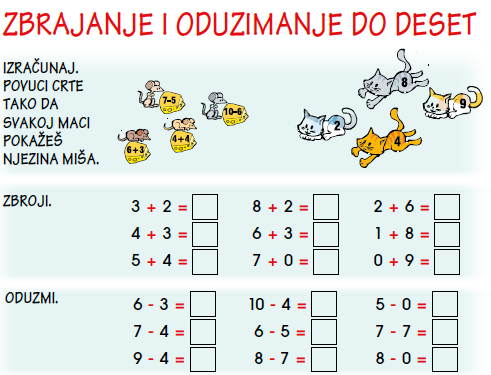 ZBRAJANJE I ODUZIMANJE DO DESET
IZRAČUNAJ.
POVUCI CRTE
TAKO DA
SVAKOJ MACI
POKAŽEŠ
NJEZINA MIŠA.
7-5
10-6
4+4
6+3
8
9
2
4
ZBROJI.
3 + 2 =
8 + 2 =
2 + 6 =
4 + 3 =
6 + 3 =
1 + 8 =
5 + 4 =
7 + 0 =
0 + 9 =
ODUZMI.
6 - 3 =
10 - 4 =
5 - 0 =
7 - 4 =
6 - 5 =
7 - 7 =
9 - 4 =
8 - 7 =
8 - 0 =